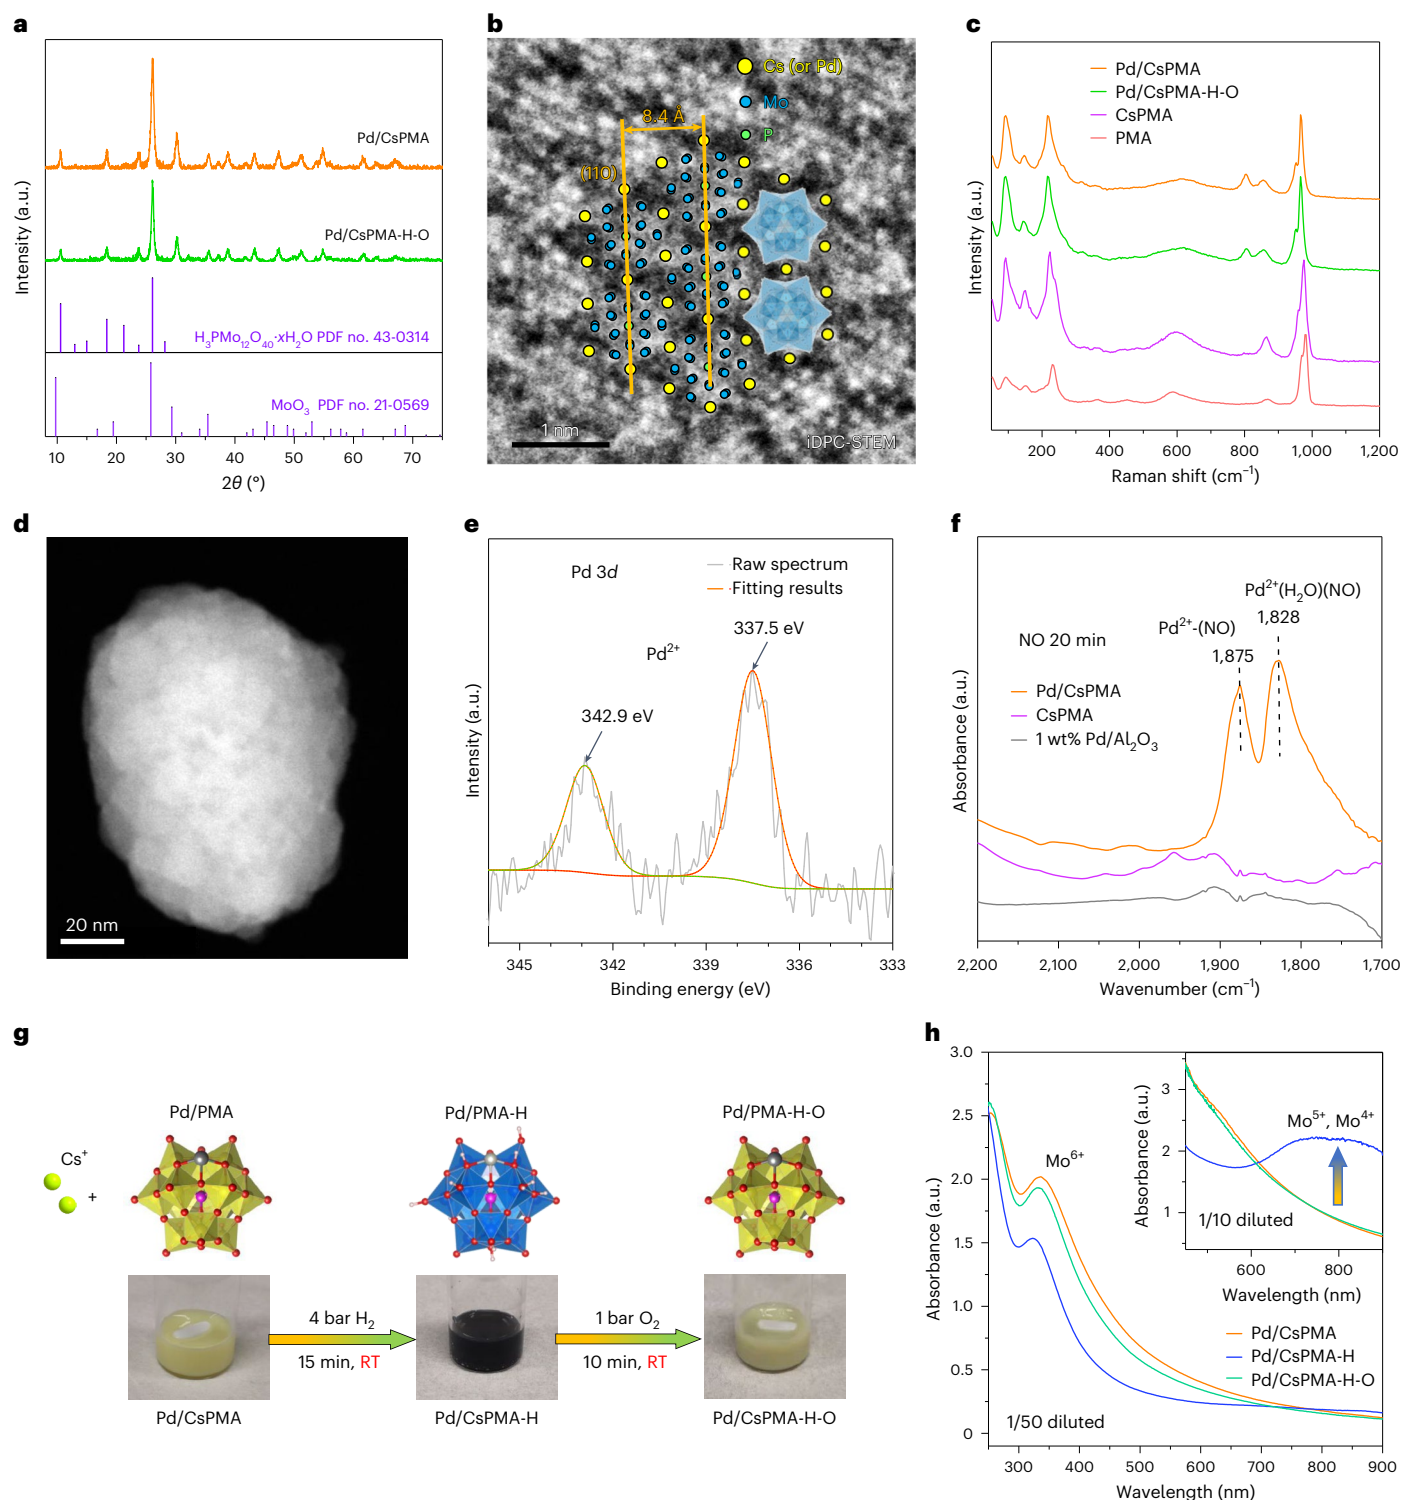 a
Intensity (a.u.)
Pd/CsPMA
Pd/CsPMA-H-O
H₃PMo₁₂O₄₀·xH₂O PDF no. 43-0314
MoO₃ PDF no. 21-0569
10 20 30 40 50 60 70
2θ (°)
b
Cs (or Pd)
Mo
P
8.4 Å
(110)
1 nm
iDPC-STEM
c
Pd/CsPMA
Pd/CsPMA-H-O
CsPMA
PMA
Intensity (a.u.)
200 400 600 800 1,000 1,200
Raman shift (cm⁻¹)
d
20 nm
e
Pd 3d
Raw spectrum
Fitting results
337.5 eV
Pd²⁺
342.9 eV
Intensity (a.u.)
345 342 339 336 333
Binding energy (eV)
f
Pd²⁺(H₂O)(NO)
1,828
Pd²⁺-(NO)
1,875
NO 20 min
Pd/CsPMA
CsPMA
1 wt% Pd/Al₂O₃
Absorbance (a.u.)
2,200 2,100 2,000 1,900 1,800 1,700
Wavenumber (cm⁻¹)
g
Pd/PMA Pd/PMA-H Pd/PMA-H-O
Cs⁺
+
4 bar H₂
15 min, RT
1 bar O₂
10 min, RT
Pd/CsPMA Pd/CsPMA-H Pd/CsPMA-H-O
h
Absorbance (a.u.)
3.0
2.5
2.0
1.5
1.0
0.5
0
Mo⁶⁺
Absorbance (a.u.)
3
2
1
Mo⁵⁺, Mo⁴⁺
1/10 diluted
600 800
Wavelength (nm)
Pd/CsPMA
Pd/CsPMA-H
Pd/CsPMA-H-O
1/50 diluted
300 400 500 600 700 800 900
Wavelength (nm)